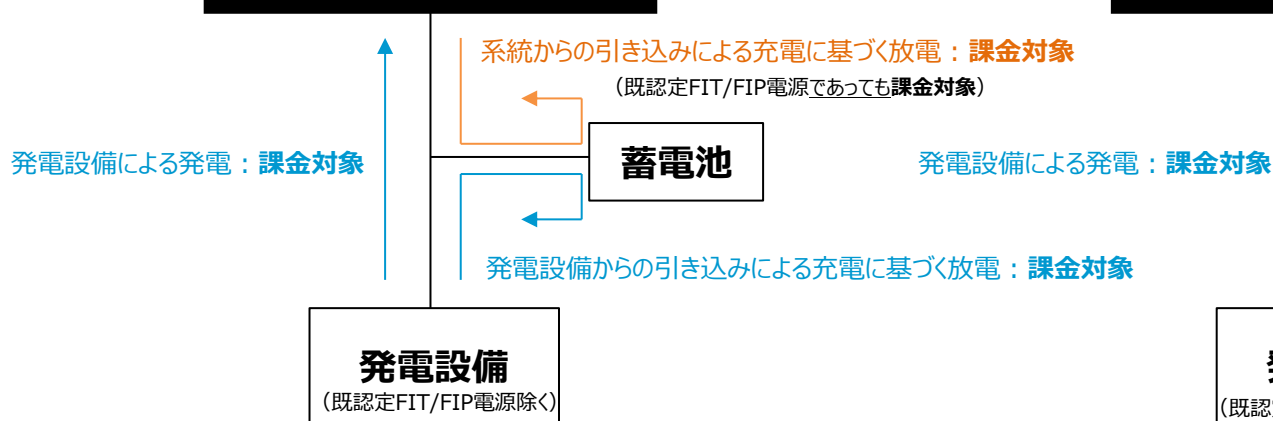 系統からの引き込みによる充電に基づく放電：課金対象
（既認定FIT/FIP電源であっても課金対象）
発電設備による発電：課金対象
蓄電池
発電設備による発電：課金対象
発電設備からの引き込みによる充電に基づく放電：課金対象
発電設備
（既認定FIT/FIP電源除く）
（既認